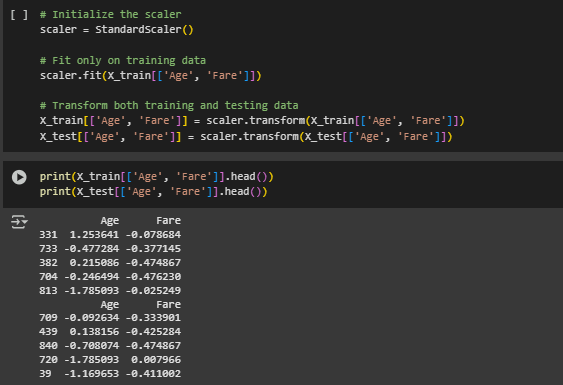 [ ] # Initialize the scaler
scaler = StandardScaler()
# Fit only on training data
scaler.fit(X_train[['Age', 'Fare']])
# Transform both training and testing data
X_train[['Age', 'Fare']] = scaler.transform(X_train[['Age', 'Fare']])
X_test[['Age', 'Fare']] = scaler.transform(X_test[['Age', 'Fare']])
print(X_train[['Age', 'Fare']].head())
print(X_test[['Age', 'Fare']].head())
Age Fare
331 1.253641 -0.078684
733 -0.477284 -0.377145
382 0.215086 -0.474867
704 -0.246494 -0.476230
813 -1.785093 -0.025249
Age Fare
709 -0.092634 -0.333901
439 0.138156 -0.425284
840 -0.708074 -0.474867
720 -1.785093 0.007966
39 -1.169653 -0.411002